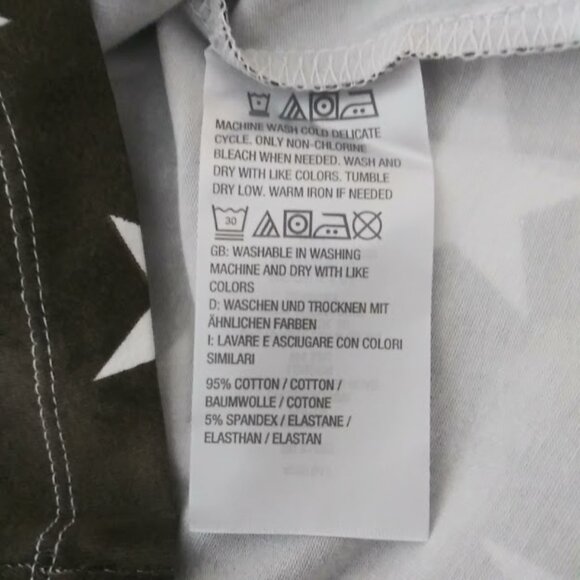 MACHINE WASH COLD DELICATE
CYCLE. ONLY NON-CHLORINE
BLEACH WHEN NEEDED. WASH AND
DRY WITH LIKE COLORS. TUMBLE
DRY LOW. WARM IRON IF NEEDED
30
GB: WASHABLE IN WASHING
MACHINE AND DRY WITH LIKE
COLORS
D: WASCHEN UND TROCKNEN MIT
ÄHNLICHEN FARBEN
I: LAVARE E ASCIUGARE CON COLORI
SIMILARI
95% COTTON / COTTON /
BAUMWOLLE / COTONE
5% SPANDEX / ELASTANE /
ELASTHAN / ELASTAN